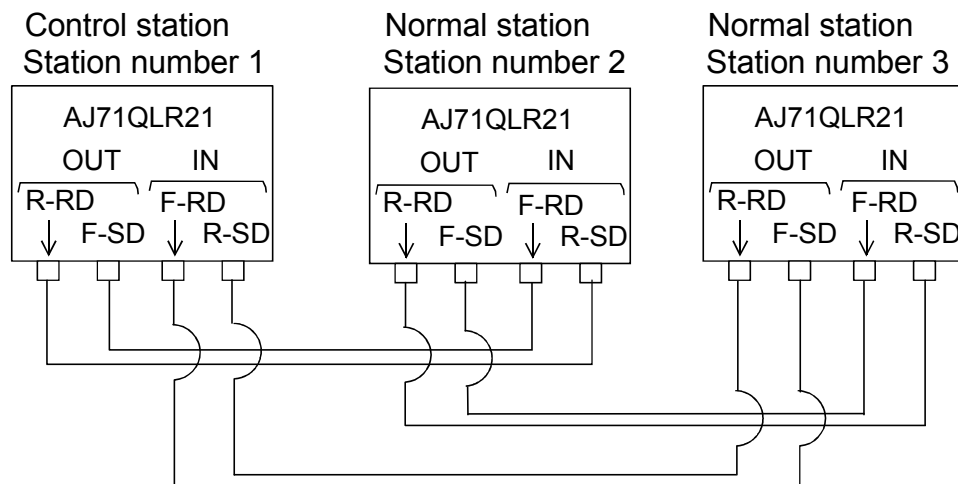 Control station
Station number 1
Normal station
Station number 2
Normal station
Station number 3
AJ71QLR21
OUT IN
R-RD F-RD
F-SD R-SD
AJ71QLR21
OUT IN
R-RD F-RD
F-SD R-SD
AJ71QLR21
OUT IN
R-RD F-RD
F-SD R-SD